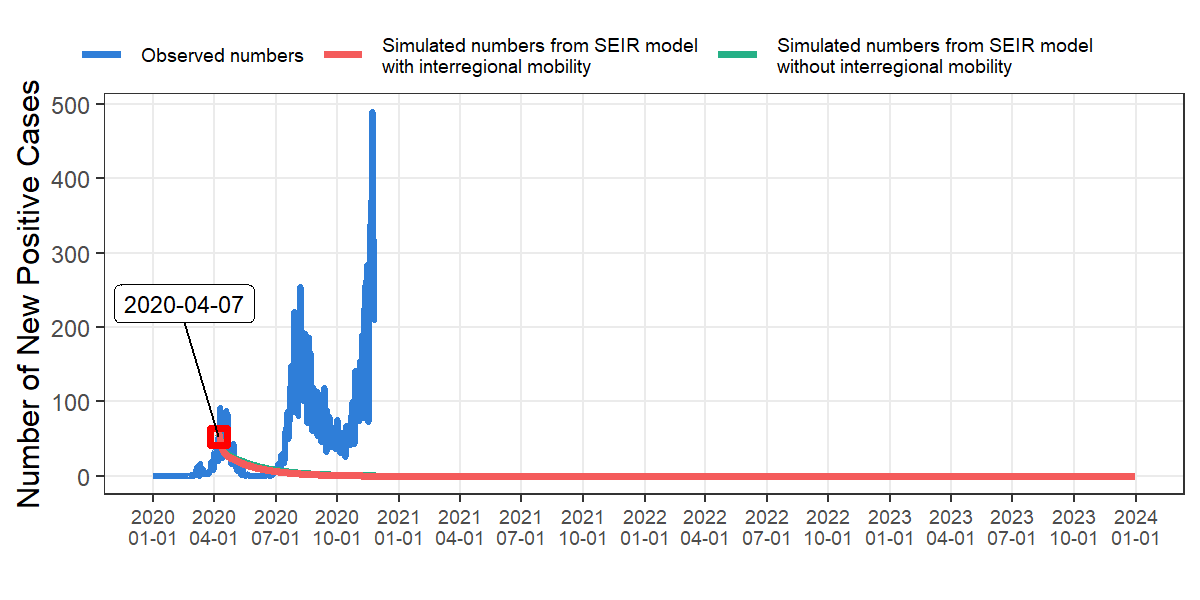 Observed numbers
Simulated numbers from SEIR model
with interregional mobility
Simulated numbers from SEIR model
without interregional mobility
Number of New Positive Cases
500
400
300
200
100
0
2020-04-07
2020 2020 2020 2020 2021 2021 2021 2021 2022 2022 2022 2022 2023 2023 2023 2023 2024
01-01 04-01 07-01 10-01 01-01 04-01 07-01 10-01 01-01 04-01 07-01 10-01 01-01 04-01 07-01 10-01 01-01